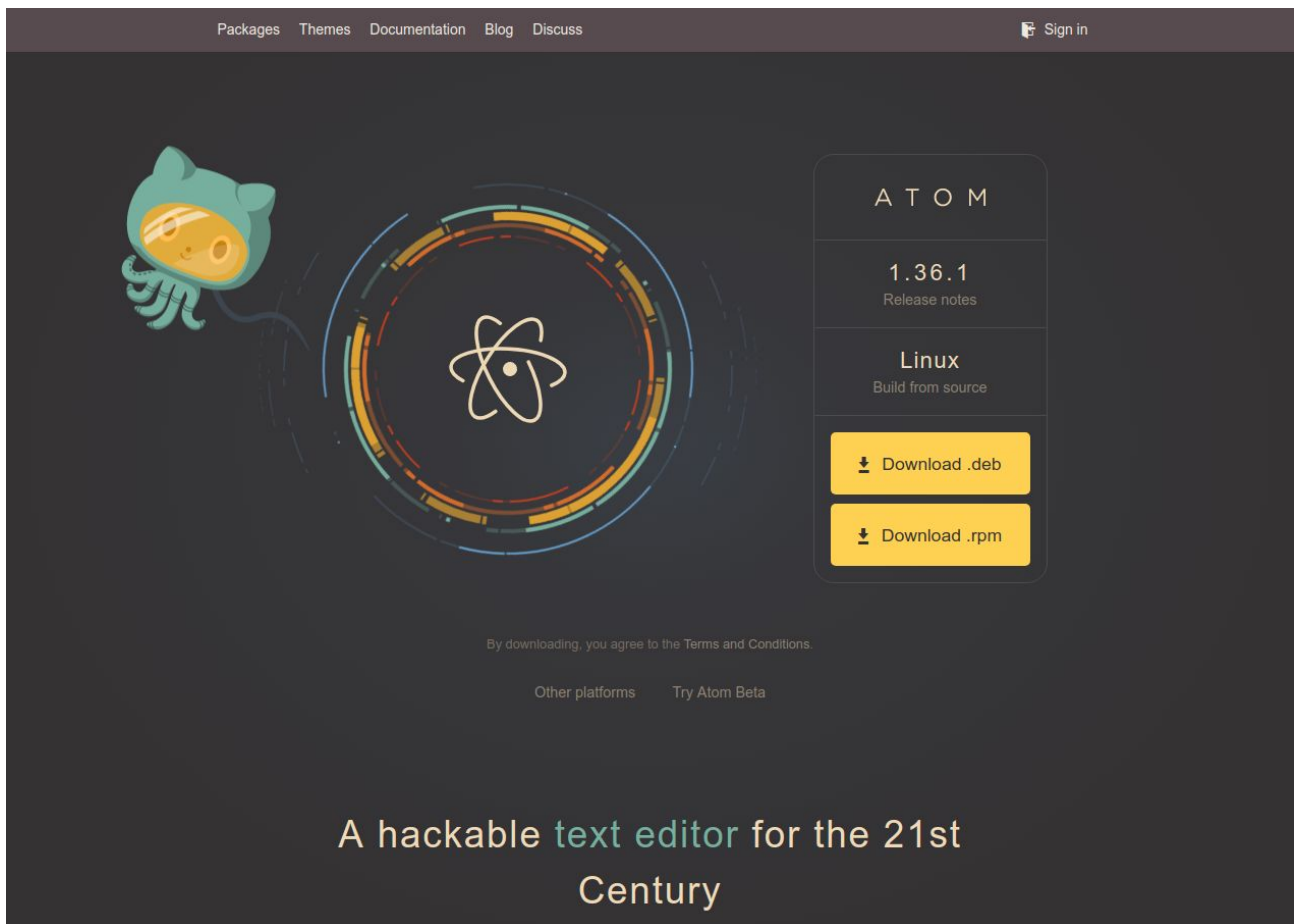 Packages Themes Documentation Blog Discuss Sign in
ATOM
1.36.1
Release notes
Linux
Build from source
Download .deb
Download .rpm
By downloading, you agree to the Terms and Conditions.
Other platforms Try Atom Beta
A hackable text editor for the 21st
Century